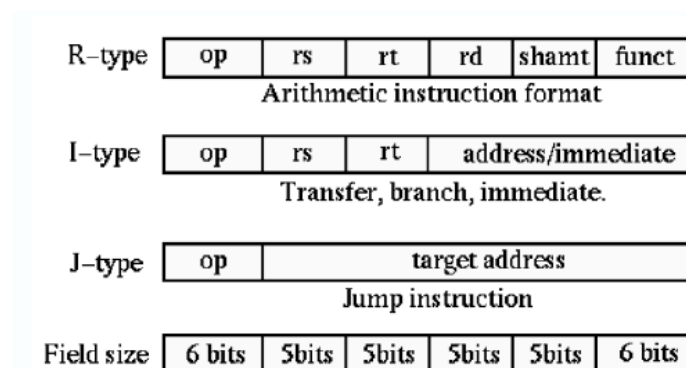 R–type op rs rt rd shamt funct
Arithmetic instruction format
I–type op rs rt address/immediate
Transfer, branch, immediate.
J–type op target address
Jump instruction
Field size 6 bits 5bits 5bits 5bits 5bits 6 bits